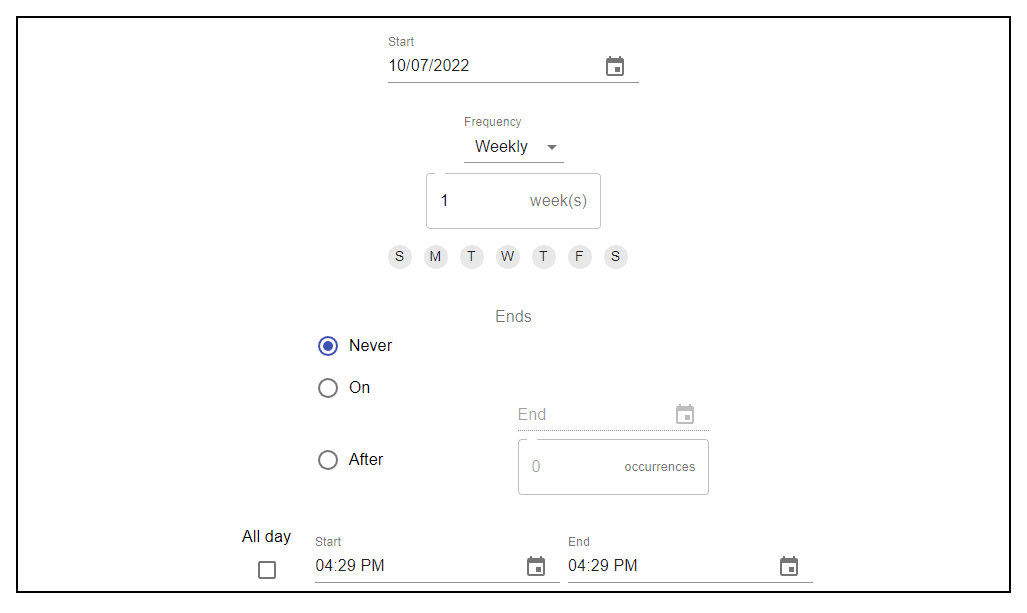 Start
10/07/2022
Frequency
Weekly
1 week(s)
S M T W T F S
Ends
Never
On
End
After
0 occurrences
All day
Start
End
04:29 PM
04:29 PM